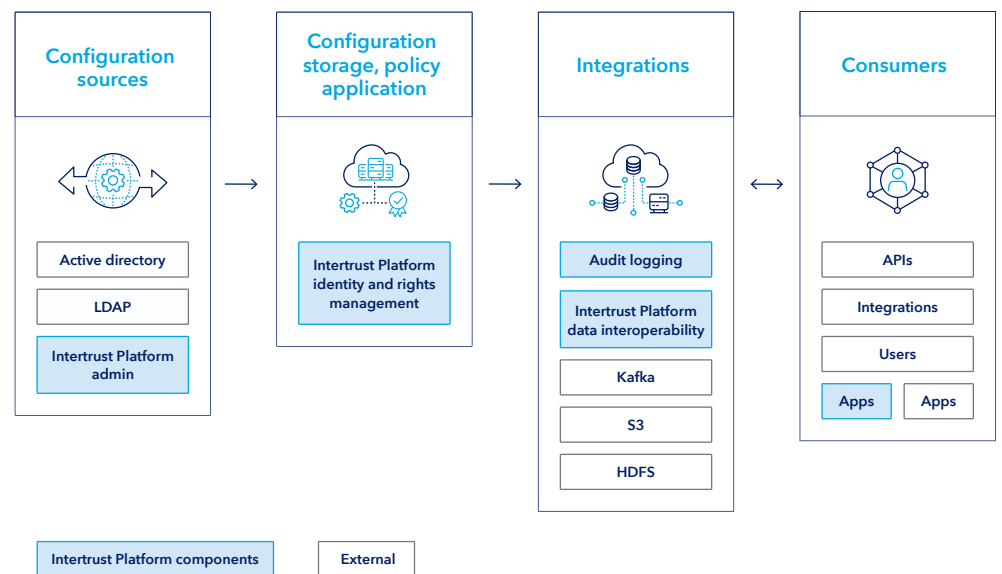 Configuration
sources
Active directory
LDAP
Intertrust Platform
admin
Configuration
storage, policy
application
Intertrust Platform
identity and rights
management
Integrations
Audit logging
Intertrust Platform
data interoperability
Kafka
S3
HDFS
Consumers
APIs
Integrations
Users
Apps
Apps
Intertrust Platform components
External